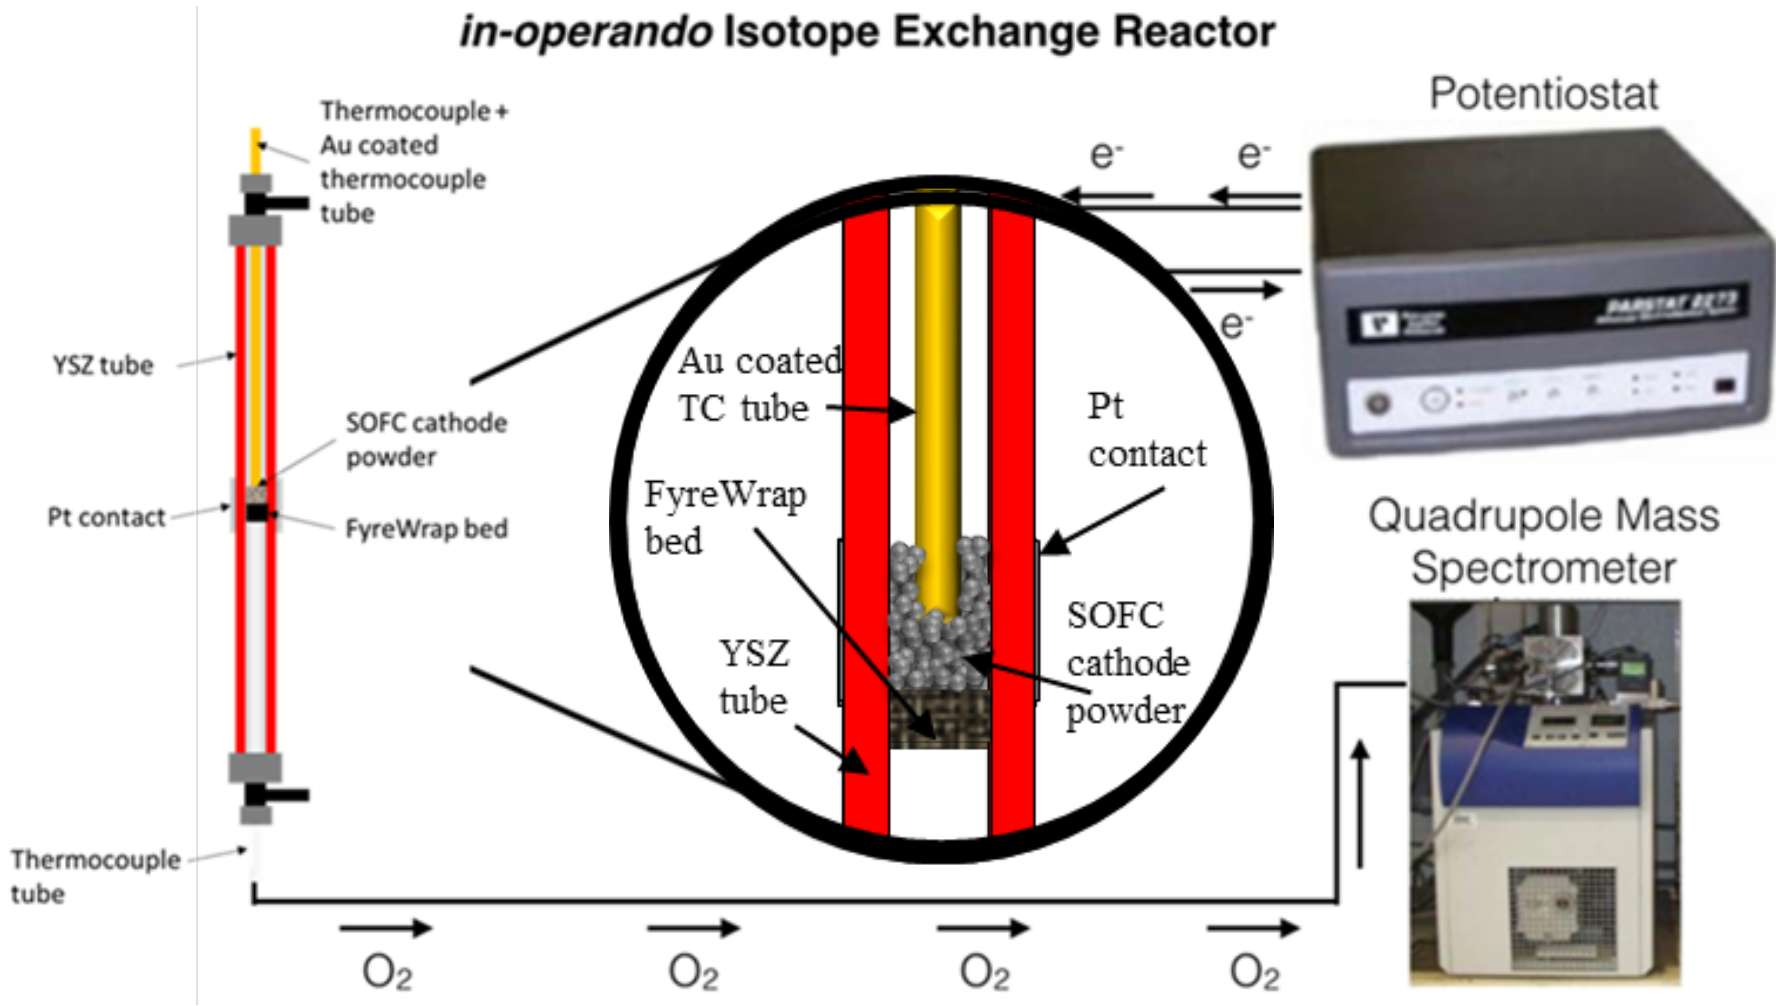 in-operando Isotope Exchange Reactor
Thermocouple +
Au coated
thermocouple
tube
YSZ tube
SOFC cathode
powder
Pt contact
FyreWrap bed
Thermocouple
tube
Au coated
TC tube
FyreWrap
bed
YSZ
tube
Pt
contact
SOFC
cathode
powder
e-
e-
e-
Potentiostat
PARSTAT 2273
Quadrupole Mass
Spectrometer
O2
O2
O2
O2